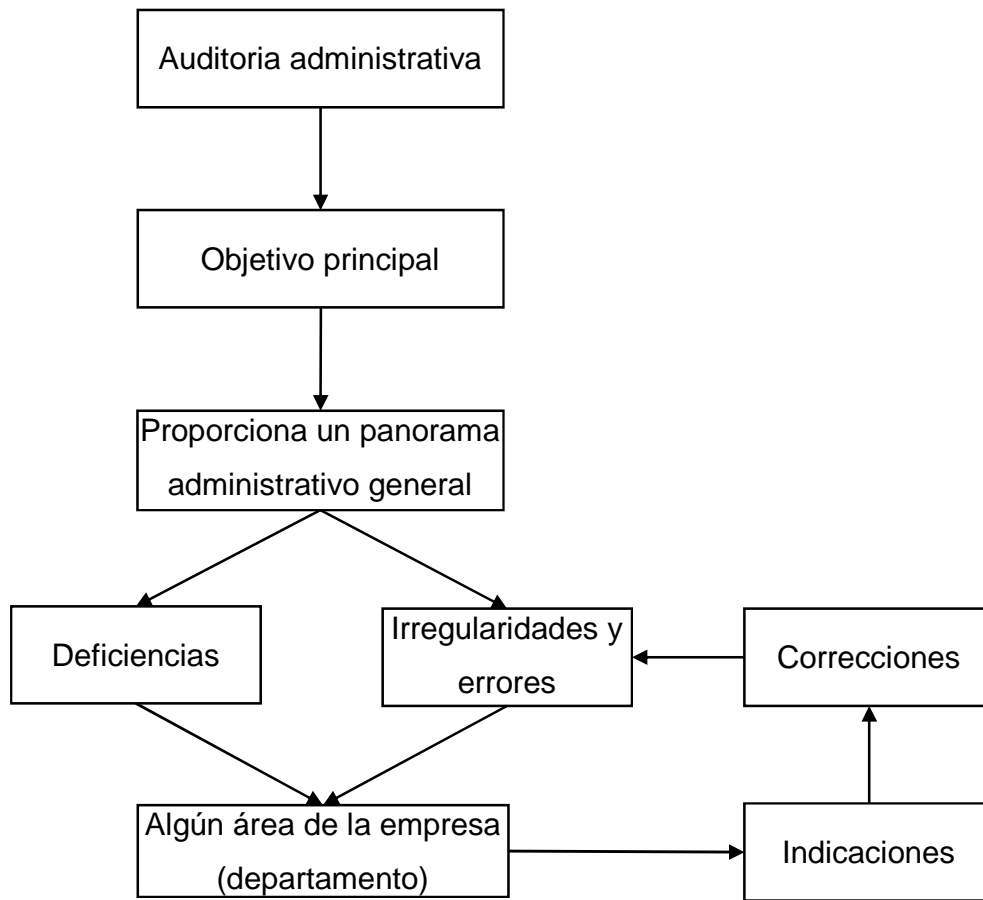 Auditoria administrativa
Objetivo principal
Proporciona un panorama
administrativo general
Deficiencias
Irregularidades y
errores
Correcciones
Algún área de la empresa
(departamento)
Indicaciones